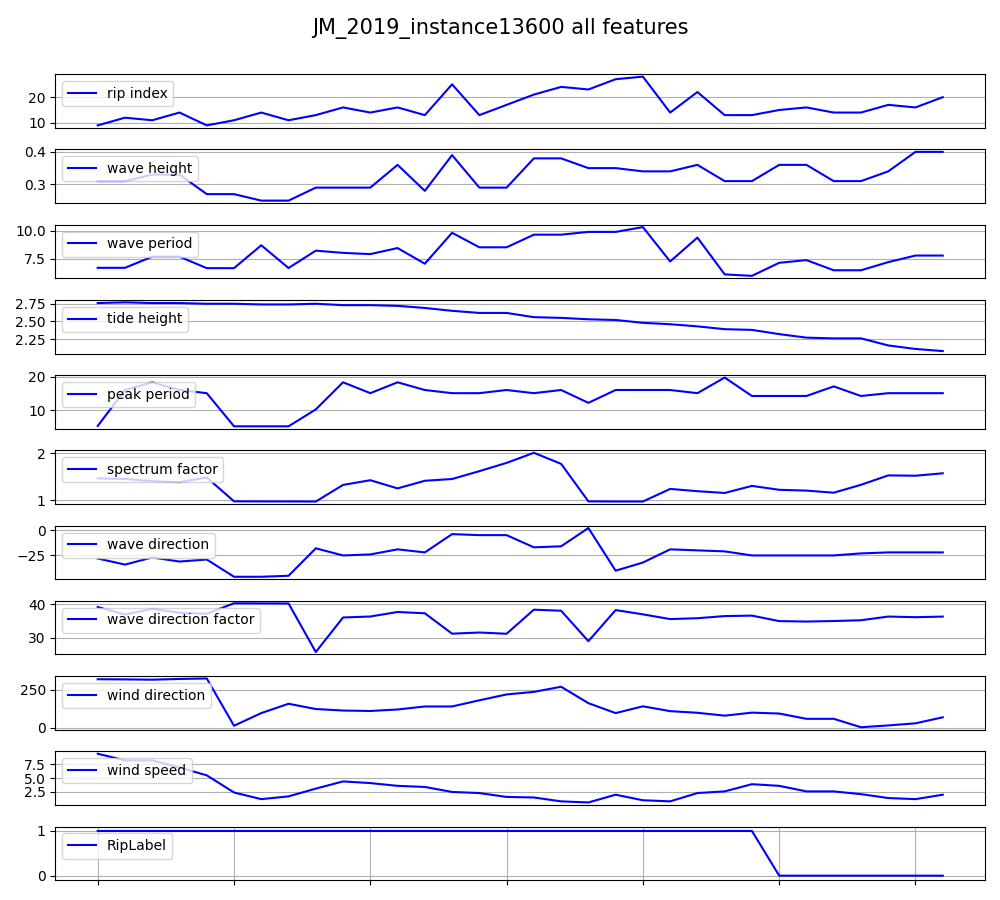 JM_2019_instance13600 all features
20
10
rip index
0.4
0.3
wave height
10.0
7.5
wave period
2.75
2.50
2.25
tide height
20
10
peak period
2
1
spectrum factor
0
−25
wave direction
40
30
wave direction factor
250
0
wind direction
7.5
5.0
2.5
wind speed
1
0
RipLabel